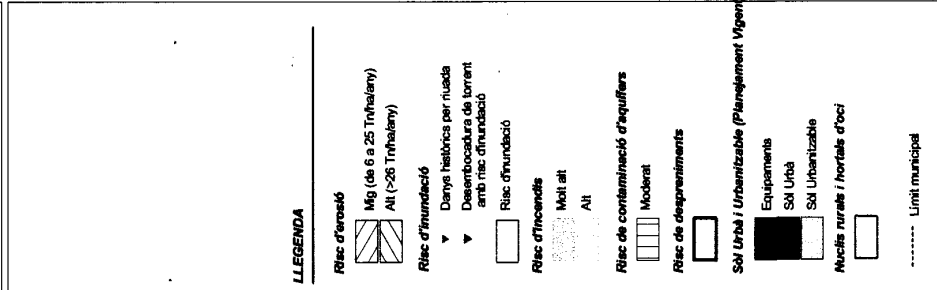 LLEGENDA
Risc d'erosió
Mig (de 6 a 25 Tn/ha/any)
Alt (>26 Tn/ha/any)
Risc d'inundació
Danys històrics per riuada
Desembocadura de torrent
amb risc d'inundació
Risc d'inundació
Risc d'incendis
Molt alt
Alt
Risc de contaminació d'aqüífers
Moderat
Risc de despreniments
Sòl Urbà i Urbanitzable (Planejament Vigent
Equipaments
Sòl Urbà
Sòl Urbanitzable
Nuclis rurals i hortals d'oci
Límit municipal